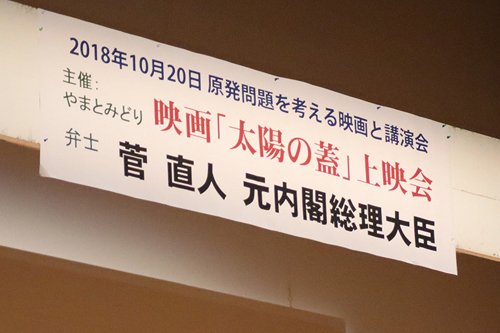 2018年10月20日 原発問題を考える映画と講演会
主催:
やまとみどり 映画「太陽の蓋」上映会
弁士 菅 直人 元内閣総理大臣